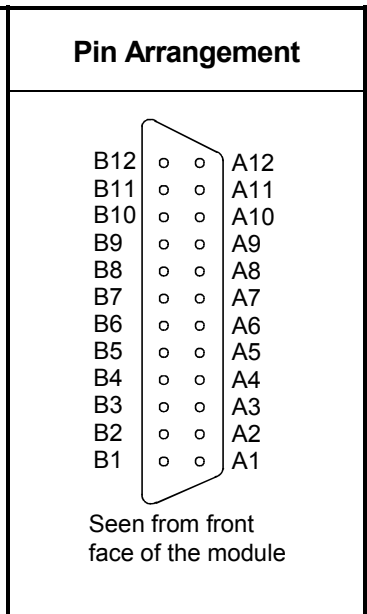 Pin Arrangement
B12 A12
B11 A11
B10 A10
B9 A9
B8 A8
B7 A7
B6 A6
B5 A5
B4 A4
B3 A3
B2 A2
B1 A1
Seen from front
face of the module